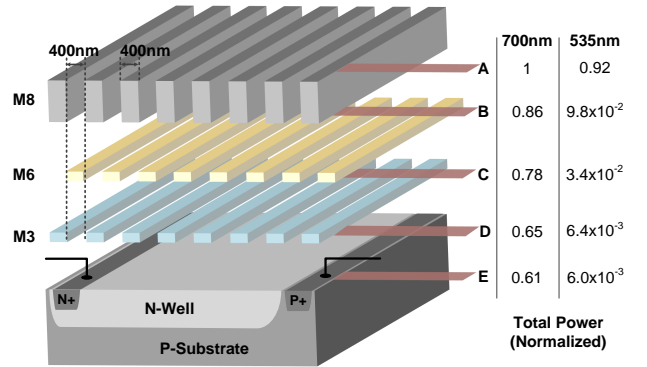 700nm 535nm
400nm 400nm
A 1 0.92
M8
B 0.86 9.8x10⁻²
M6
C 0.78 3.4x10⁻²
M3
D 0.65 6.4x10⁻³
E 0.61 6.0x10⁻³
N+ P+
N-Well
P-Substrate
Total Power
(Normalized)